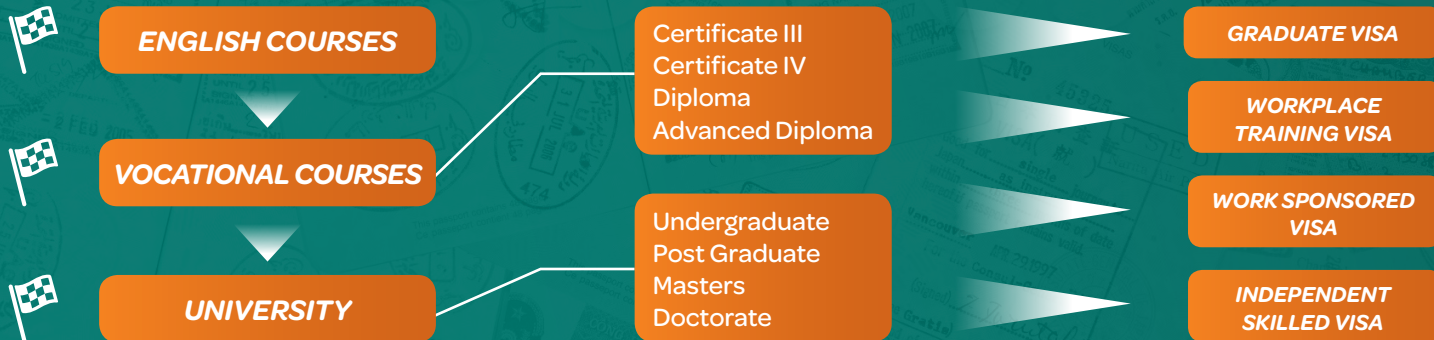 ENGLISH COURSES
VOCATIONAL COURSES
UNIVERSITY
Certificate III
Certificate IV
Diploma
Advanced Diploma
Undergraduate
Post Graduate
Masters
Doctorate
GRADUATE VISA
WORKPLACE
TRAINING VISA
WORK SPONSORED
VISA
INDEPENDENT
SKILLED VISA